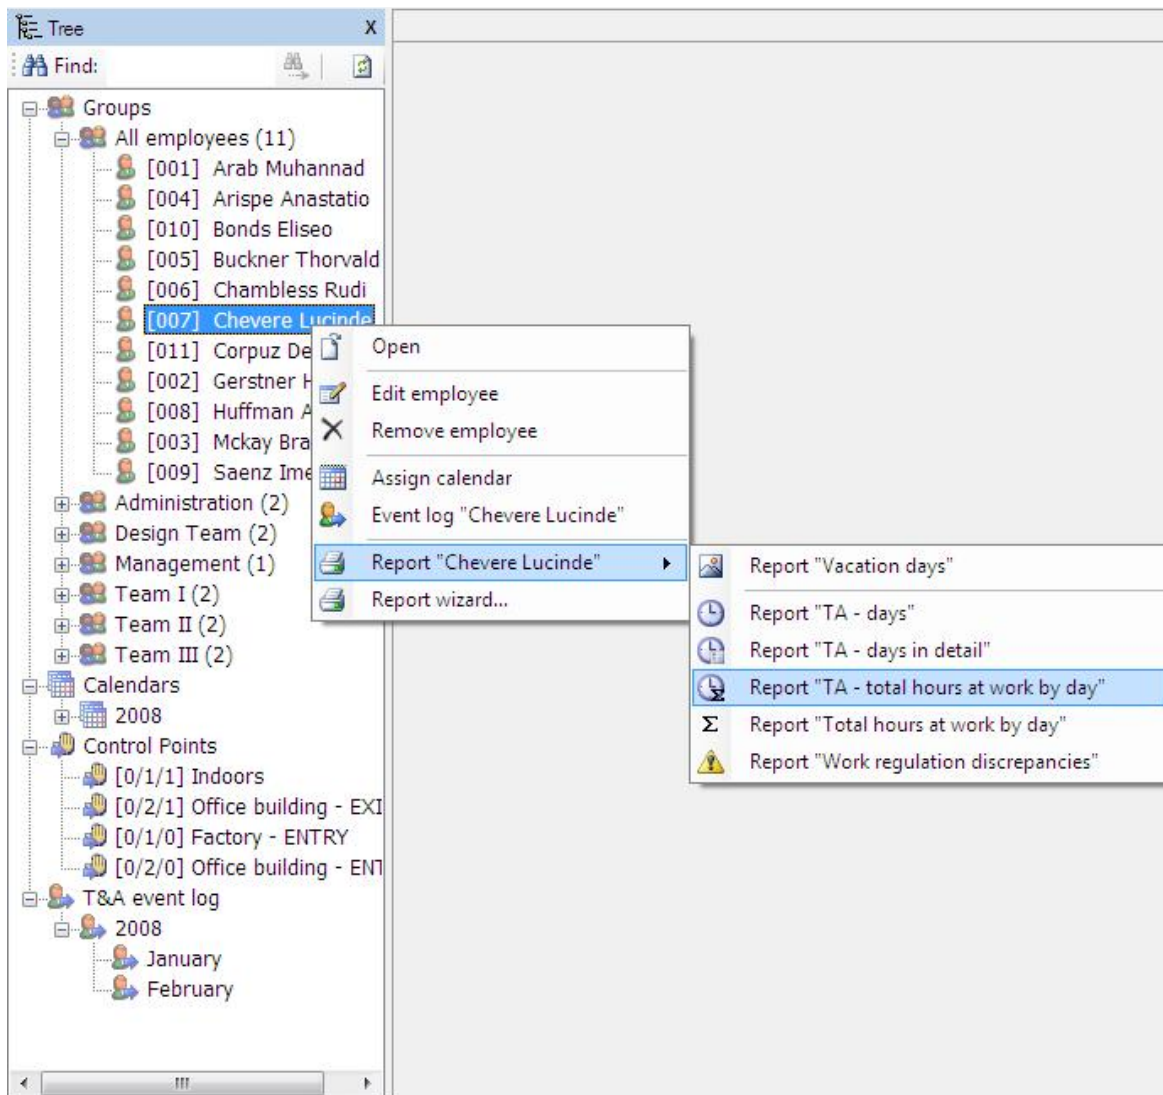 Tree X
Find:
Groups
All employees (11)
[001] Arab Muhannad
[004] Arispe Anastatio
[010] Bonds Eliseo
[005] Buckner Thorvald
[006] Chambless Rudi
[007] Chevere Lucinde
[011] Corpuz De
[002] Gerstner H
[008] Huffman A
[003] Mckay Bra
[009] Saenz Ime
Administration (2)
Design Team (2)
Management (1)
Team I (2)
Team II (2)
Team III (2)
Calendars
2008
Control Points
[0/1/1] Indoors
[0/2/1] Office building - EXI
[0/1/0] Factory - ENTRY
[0/2/0] Office building - ENT
T&A event log
2008
January
February
Open
Edit employee
Remove employee
Assign calendar
Event log "Chevere Lucinde"
Report "Chevere Lucinde"
Report wizard...
Report "Vacation days"
Report "TA - days"
Report "TA - days in detail"
Report "TA - total hours at work by day"
Σ Report "Total hours at work by day"
Report "Work regulation discrepancies"